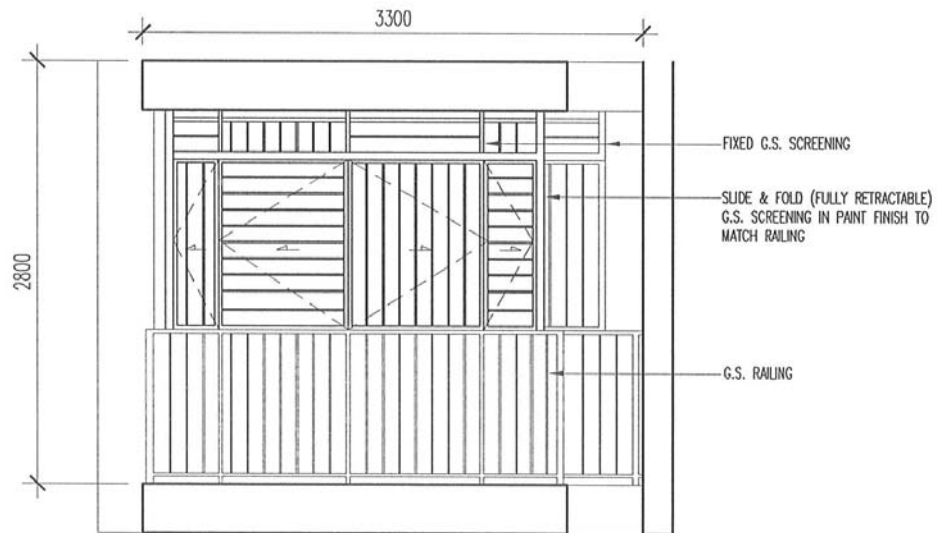 3300
2800
FIXED G.S. SCREENING
SLIDE & FOLD (FULLY RETRACTABLE)
G.S. SCREENING IN PAINT FINISH TO
MATCH RAILING
G.S. RAILING